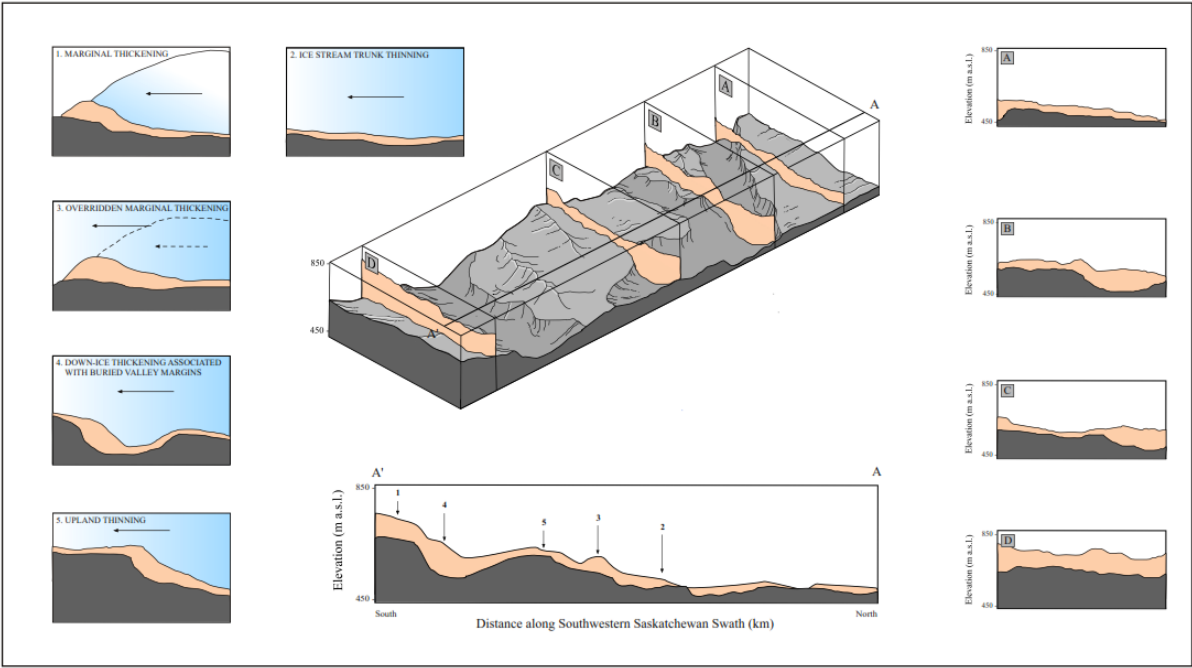 1. MARGINAL THICKENING
2. ICE STREAM TRUNK THINNING
3. OVERRIDDEN MARGINAL THICKENING
4. DOWN-ICE THICKENING ASSOCIATED
WITH BURIED VALLEY MARGINS
5. UPLAND THINNING
A
A
B
C
D
850
450
A'
A
850
450
Elevation (m a.s.l.)
B
850
450
Elevation (m a.s.l.)
C
850
450
Elevation (m a.s.l.)
D
850
450
Elevation (m a.s.l.)
A'
A
850
450
Elevation (m a.s.l.)
1
4
5
3
2
South
North
Distance along Southwestern Saskatchewan Swath (km)